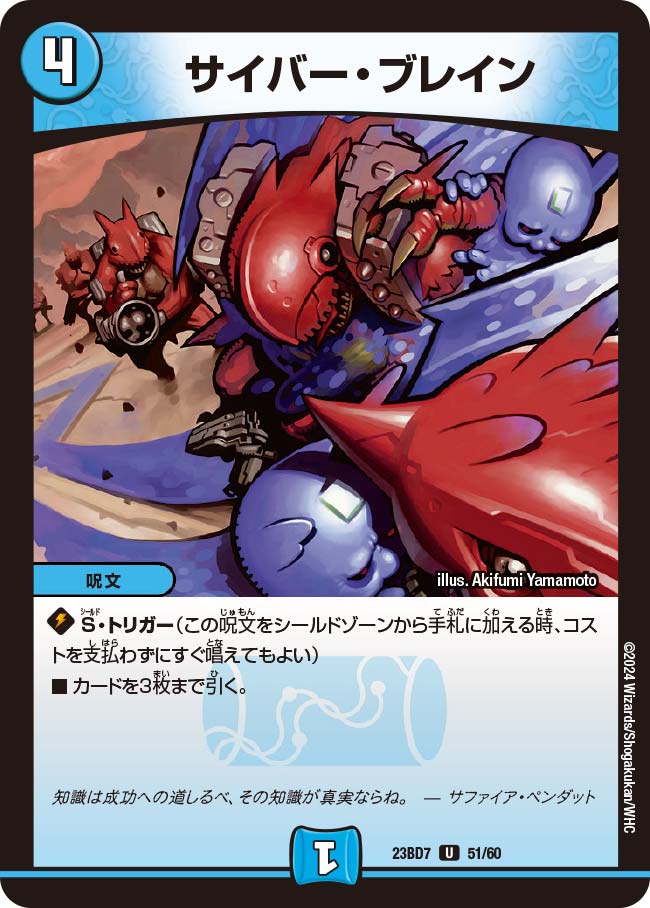 4
サイバー・ブレイン
呪文
illus. Akifumi Yamamoto
S・トリガー(この呪文をシールドゾーンから手札に加える時、コス
トを支払わずにすぐ唱えてもよい)
■ カードを3枚まで引く。
知識は成功への道しるべ、その知識が真実ならね。 — サファイア・ペンダット
1
23BD7 U 51/60
©2024 Wizards/Shogakukan/WHC